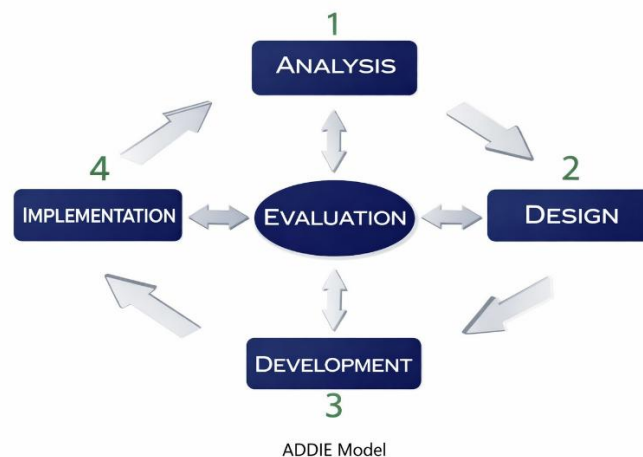 1
ANALYSIS
4
2
IMPLEMENTATION
EVALUATION
DESIGN
DEVELOPMENT
3
ADDIE Model